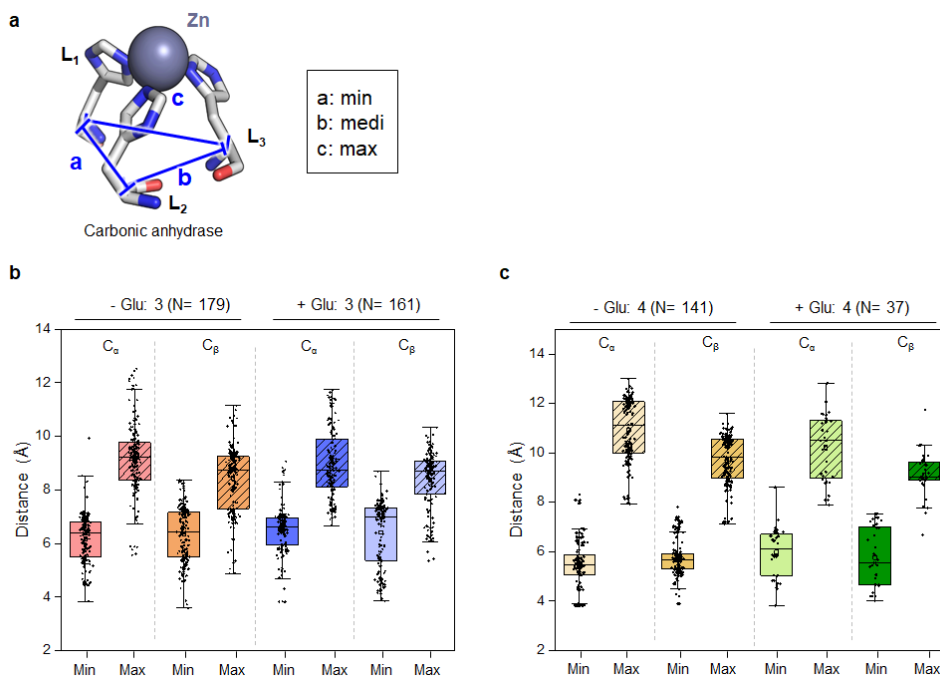 a
Zn
L₁
c
a: min
b: medi
c: max
L₃
a
b
L₂
Carbonic anhydrase
b
- Glu: 3 (N= 179)
+ Glu: 3 (N= 161)
Cα
Cβ
Cα
Cβ
14
12
10
8
6
4
2
Distance (Å)
Min
Max
Min
Max
Min
Max
Min
Max
c
- Glu: 4 (N= 141)
+ Glu: 4 (N= 37)
Cα
Cβ
Cα
Cβ
14
12
10
8
6
4
2
Distance (Å)
Min
Max
Min
Max
Min
Max
Min
Max